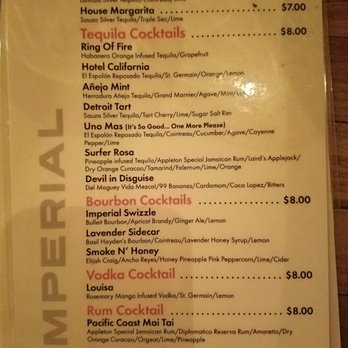 House Margarita $7.00
Sauza Silver Tequila/Triple Sec/Lime
Tequila Cocktails $8.00
Ring Of Fire
Habanero Orange Infused Tequila/Grapefruit
Hotel California
El Espolón Reposado Tequila/St. Germain/Orange/Lemon
Añejo Mint
Herradura Añejo Tequila/Grand Marnier/Agave/Mint/
Detroit Tart
Sauza Silver Tequila/Tart Cherry/Lime/Sugar Salt Rim
Uno Mas (It's So Good... One More Please)
El Espolón Reposado Tequila/Cointreau/Cucumber/Agave/Cayenne
Pepper/Lime
Surfer Rosa
Pineapple infused Tequila/Appleton Special Jamaican Rum/Laird's Applejack/
Dry Orange Curacao/Tamarind/Falernum/Lime/Orange
Devil in Disguise
Del Maguey Vida Mezcal/99 Bananas/Cardamom/Coco Lopez/Bitters
Bourbon Cocktails $8.00
Imperial Swizzle
Bulleit Bourbon/Apricot Brandy/Ginger Ale/Lemon
Lavender Sidecar
Basil Hayden's Bourbon/Cointreau/Lavender Honey Syrup/Lemon
Smoke N' Honey
Elijah Craig/Ancho Reyes/Honey Pineapple Pink Peppercorn/Lime/Cider
Vodka Cocktail $8.00
Louisa
Rosemary Mango Infused Vodka/St. Germain/Lemon
Rum Cocktail $8.00
Pacific Coast Mai Tai
Appleton Special Jamaican Rum/Diplomatica Reserva Rum/Amaretto/Dry
Orange Curacao/Orgeat/Lime/Pineapple
MPERIAL